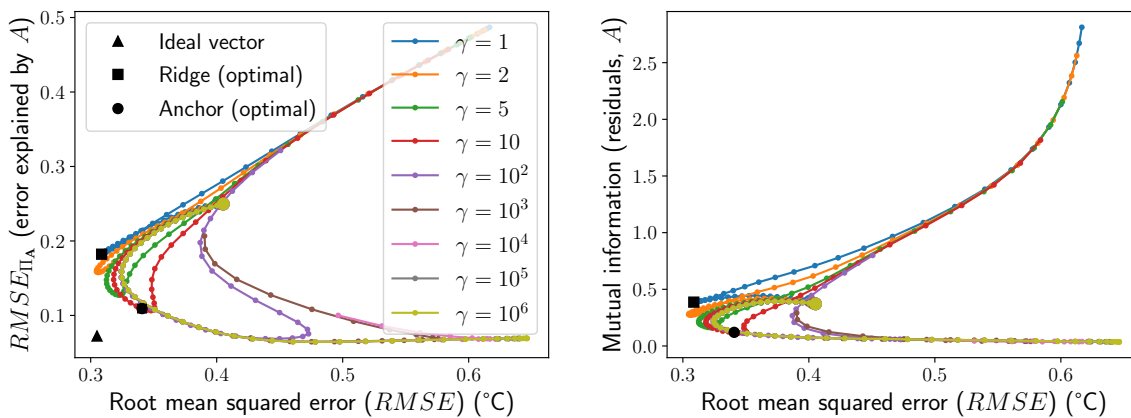 0.5
0.4
0.3
0.2
0.1
0.3
0.4
0.5
0.6
RMSE_{Π_A} (error explained by A)
Root mean squared error (RMSE) (°C)
Ideal vector
Ridge (optimal)
Anchor (optimal)
γ = 1
γ = 2
γ = 5
γ = 10
γ = 10²
γ = 10³
γ = 10⁴
γ = 10⁵
γ = 10⁶
2.5
2.0
1.5
1.0
0.5
0.0
0.3
0.4
0.5
0.6
Mutual information (residuals, A)
Root mean squared error (RMSE) (°C)